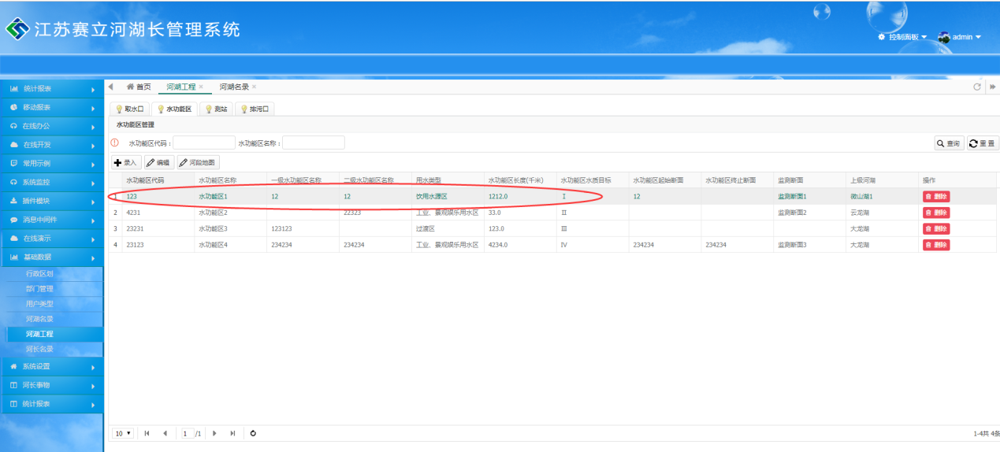 江苏赛立河湖长管理系统
控制面板 admin
统计报表
移动报表
在线办公
在线开发
常用示例
系统监控
插件模块
消息中间件
在线演示
基础数据
行政区划
部门管理
用户类型
河湖名录
河湖工程
河长名录
系统设置
河长事物
统计报表
首页 河湖工程 × 河湖名录 ×
取水口 水功能区 测站 排污口
水功能区管理
水功能区代码： 水功能区名称： 查询 重置
录入 编辑 河段地图
水功能区代码 水功能区名称 一级水功能区名称 二级水功能区名称 用水类型 水功能区长度(千米) 水功能区水质目标 水功能区起始断面 水功能区终止断面 监测断面 上级河湖 操作
1 123 水功能区1 12 12 饮用水源区 1212.0 I 12 监测断面1 微山湖1 删除
2 4231 水功能区2 22323 工业、景观娱乐用水区 33.0 II 监测断面2 云龙湖 删除
3 23231 水功能区3 123123 过渡区 123.0 III 大龙湖 删除
4 23123 水功能区4 234234 234234 工业、景观娱乐用水区 4234.0 IV 234234 234234 监测断面3 大龙湖 删除
10 1 /1 1-4共 4条